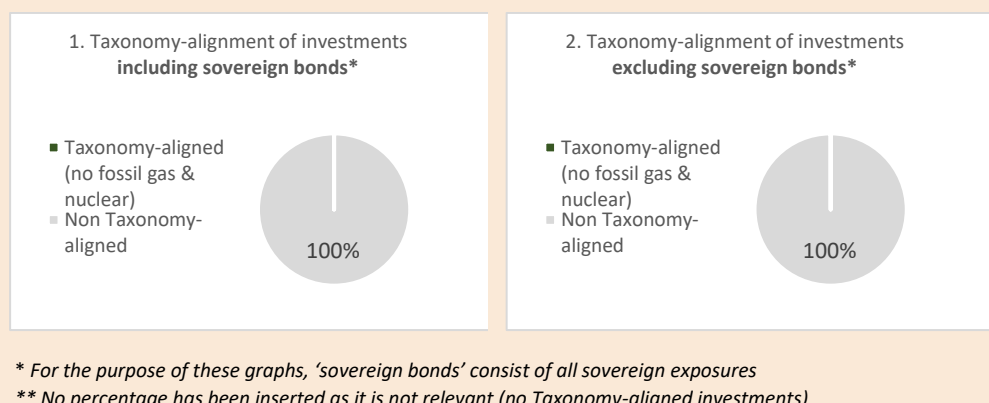 1. Taxonomy-alignment of investments
including sovereign bonds*
Taxonomy-aligned
(no fossil gas &
nuclear)
Non Taxonomy-
aligned
100%
2. Taxonomy-alignment of investments
excluding sovereign bonds*
Taxonomy-aligned
(no fossil gas &
nuclear)
Non Taxonomy-
aligned
100%
* For the purpose of these graphs, ‘sovereign bonds’ consist of all sovereign exposures
** No percentage has been inserted as it is not relevant (no Taxonomy-aligned investments)